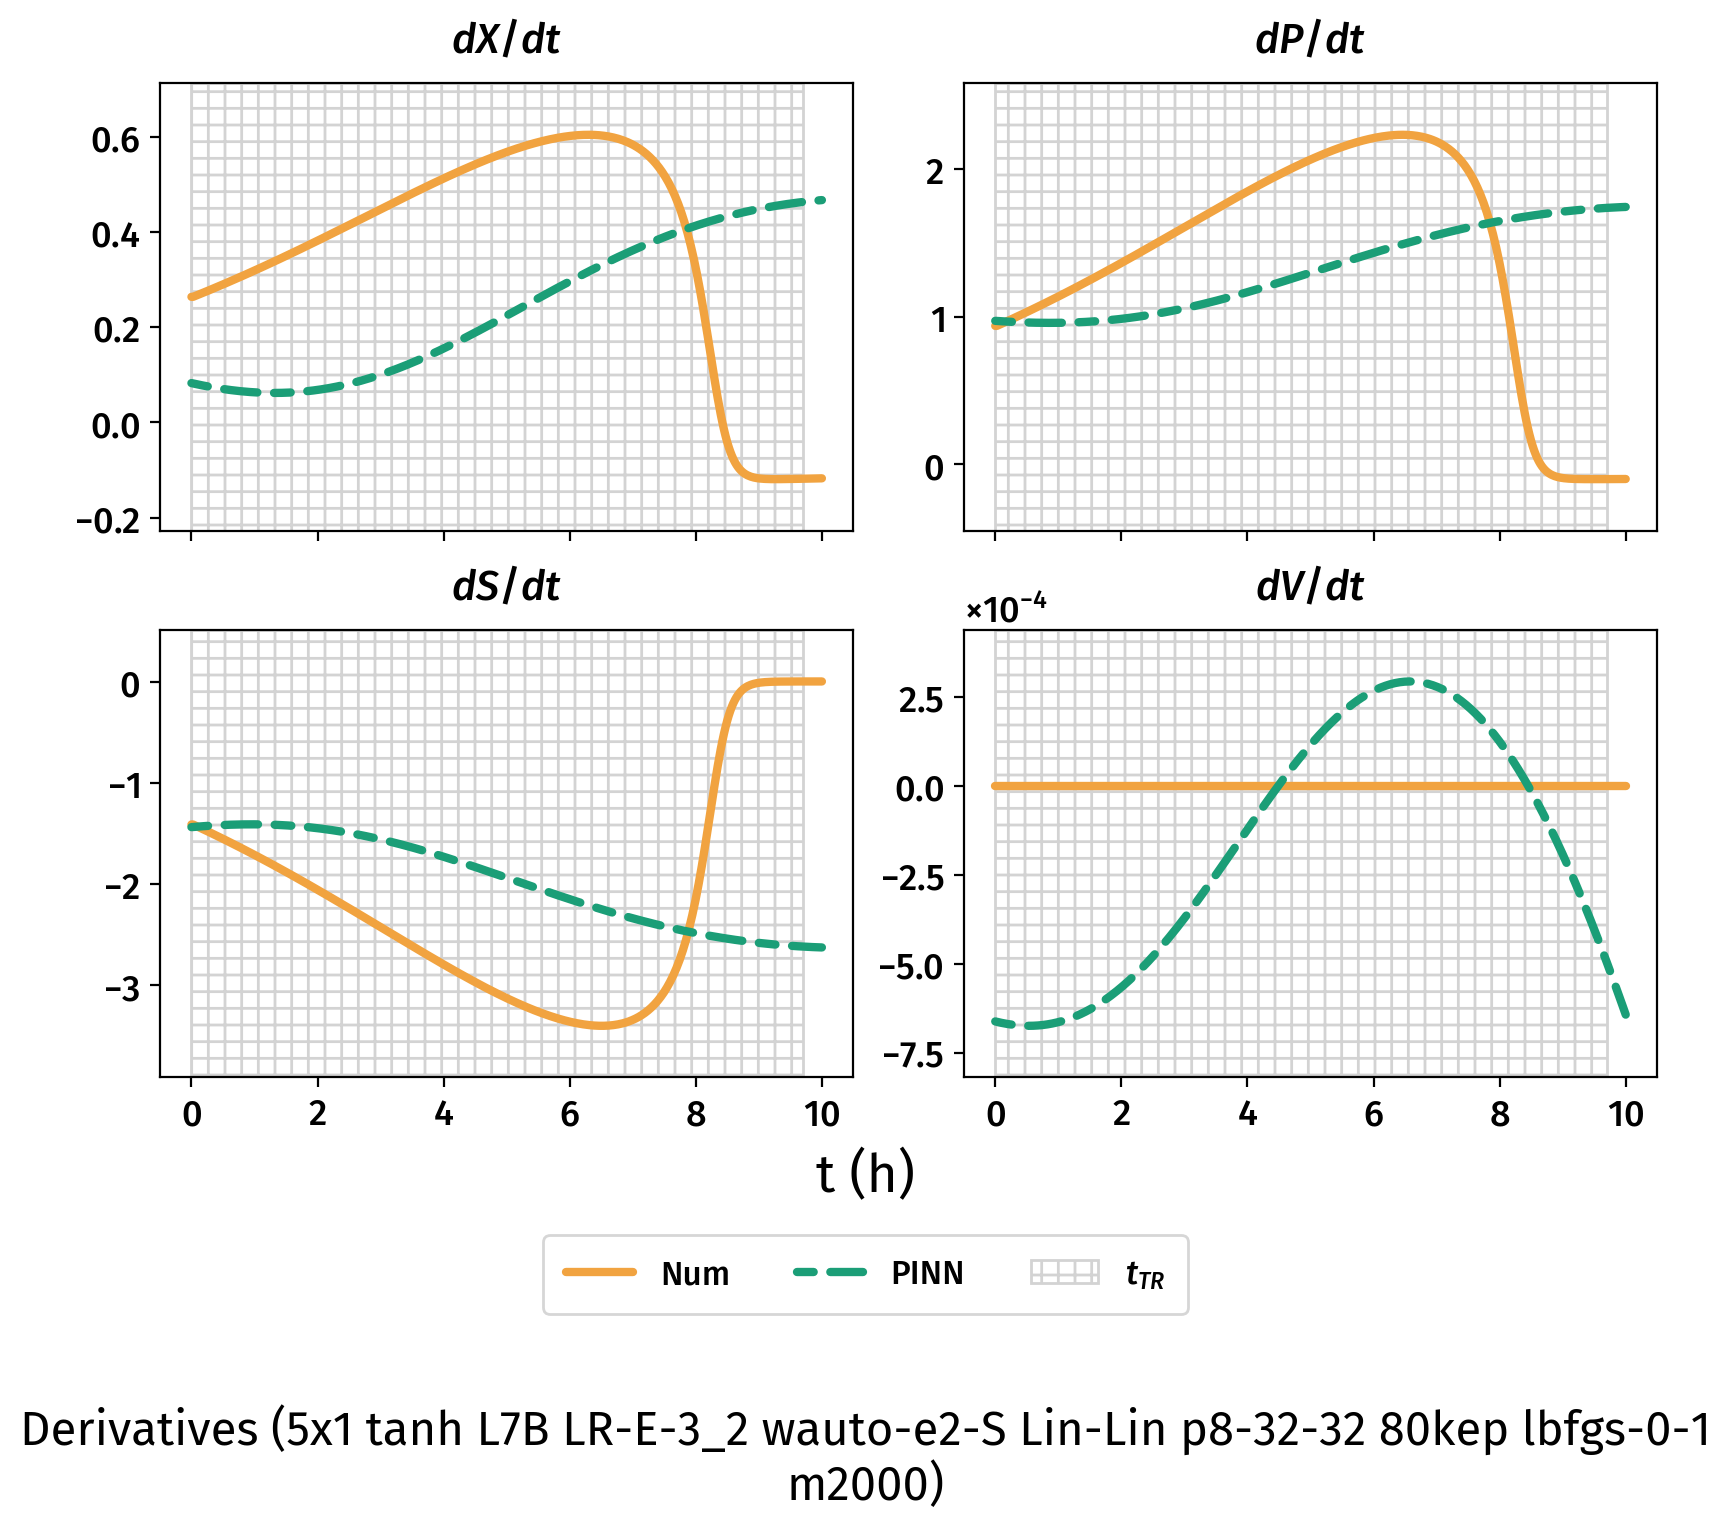 dX/dt
dP/dt
0.6
0.4
0.2
0.0
−0.2
2
1
0
dS/dt
dV/dt
×10⁻⁴
0
−1
−2
−3
2.5
0.0
−2.5
−5.0
−7.5
0 2 4 6 8 10
0 2 4 6 8 10
t (h)
Num PINN t_TR
Derivatives (5x1 tanh L7B LR-E-3_2 wauto-e2-S Lin-Lin p8-32-32 80kep lbfgs-0-1
m2000)